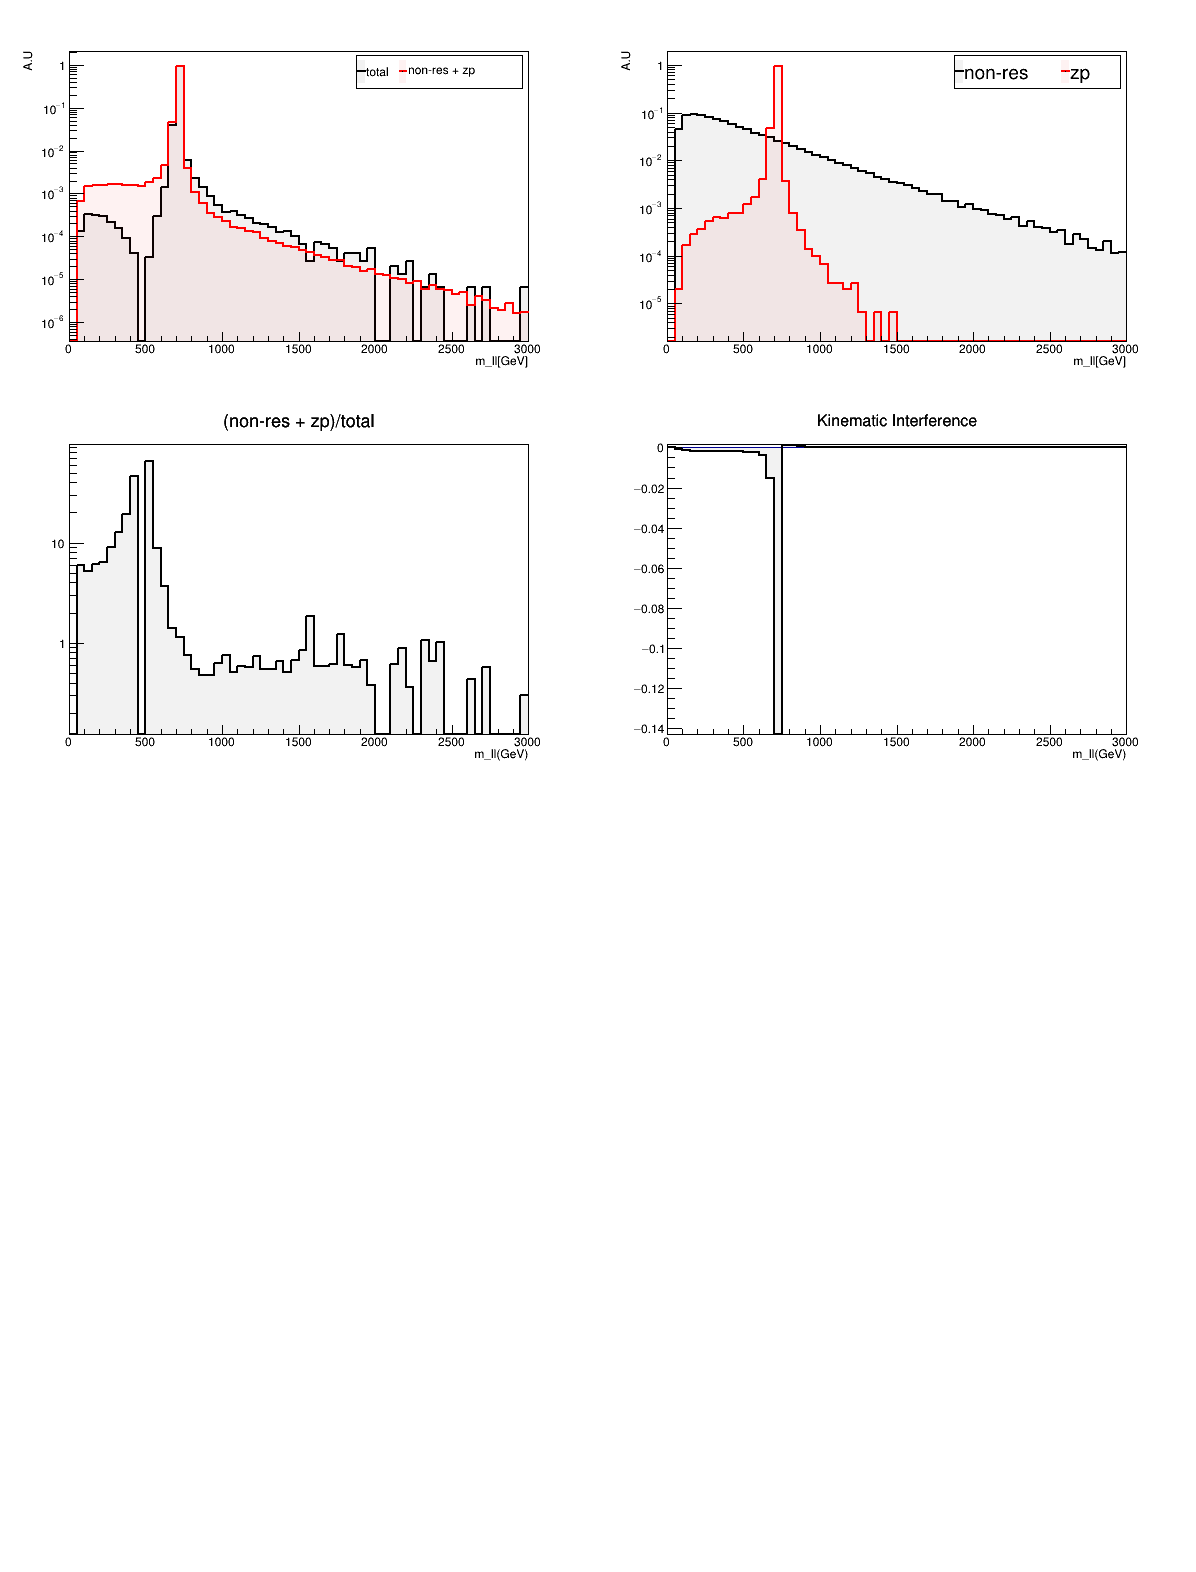 A.U
total non-res + zp
1
10−1
10−2
10−3
10−4
10−5
10−6
0 500 1000 1500 2000 2500 3000
m_ll[GeV]
A.U
non-res zp
1
10−1
10−2
10−3
10−4
10−5
0 500 1000 1500 2000 2500 3000
m_ll[GeV]
(non-res + zp)/total
10
1
0 500 1000 1500 2000 2500 3000
m_ll(GeV)
Kinematic Interference
0
−0.02
−0.04
−0.06
−0.08
−0.1
−0.12
−0.14
0 500 1000 1500 2000 2500 3000
m_ll(GeV)